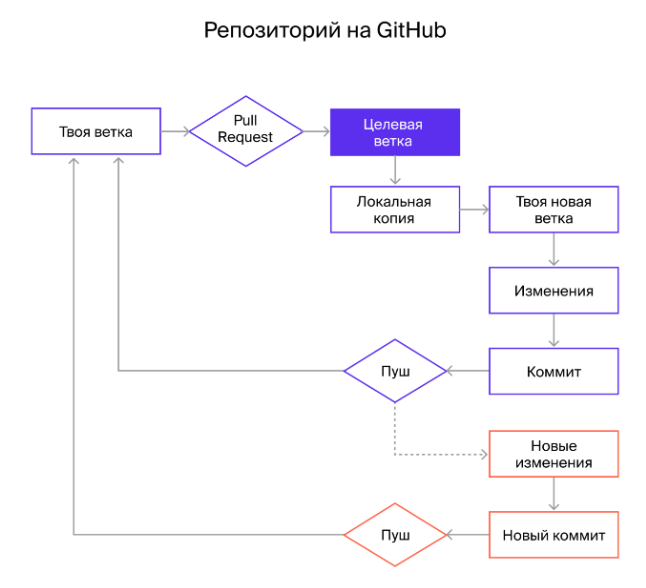 Репозиторий на GitHub
Твоя ветка
Pull
Request
Целевая
ветка
Локальная
копия
Твоя новая
ветка
Изменения
Пуш
Коммит
Новые
изменения
Пуш
Новый коммит